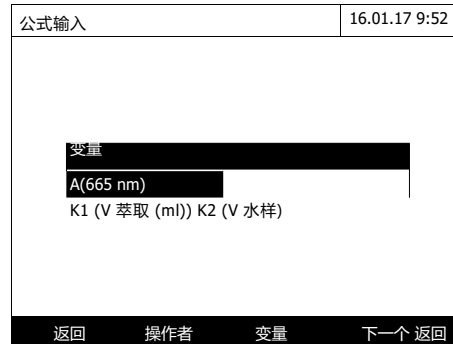 公式输入 16.01.17 9:52
变量
A(665 nm)
K1 (V 萃取 (ml)) K2 (V 水样)
返回 操作者 变量 下一个 返回